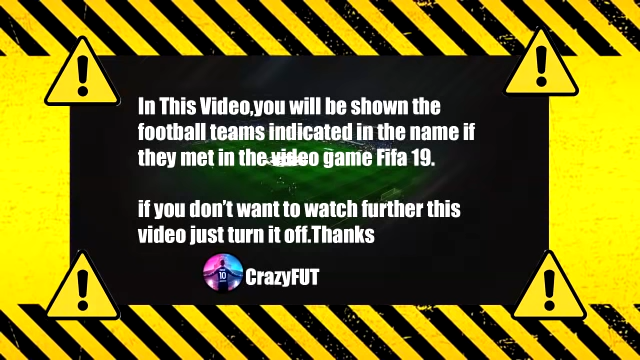 In This Video,you will be shown the
football teams indicated in the name if
they met in the video game Fifa 19.
if you don't want to watch further this
video just turn it off.Thanks
10
CrazyFUT